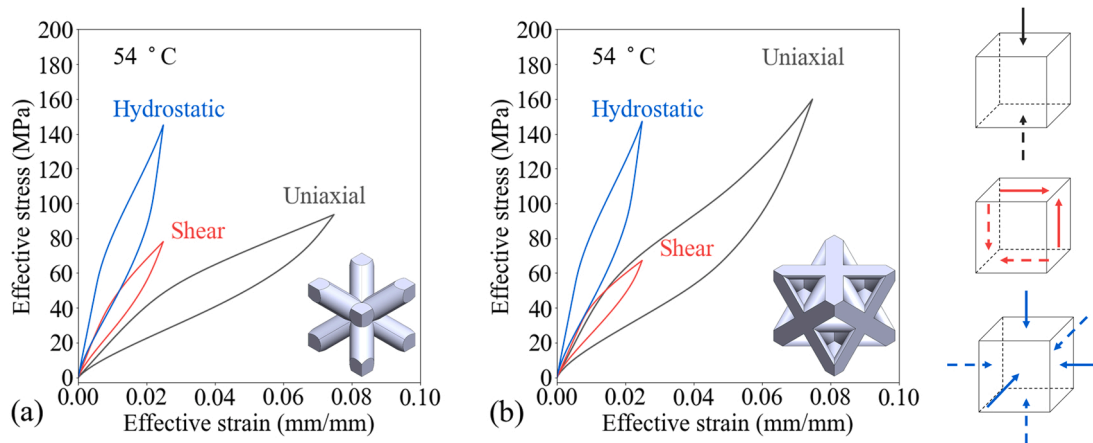 200
180
160
140
120
100
80
60
40
20
0
Effective stress (MPa)
54 °C
Hydrostatic
Uniaxial
Shear
0.00 0.02 0.04 0.06 0.08 0.10
(a) Effective strain (mm/mm)
200
180
160
140
120
100
80
60
40
20
0
Effective stress (MPa)
54 °C
Uniaxial
Hydrostatic
Shear
0.00 0.02 0.04 0.06 0.08 0.10
(b) Effective strain (mm/mm)